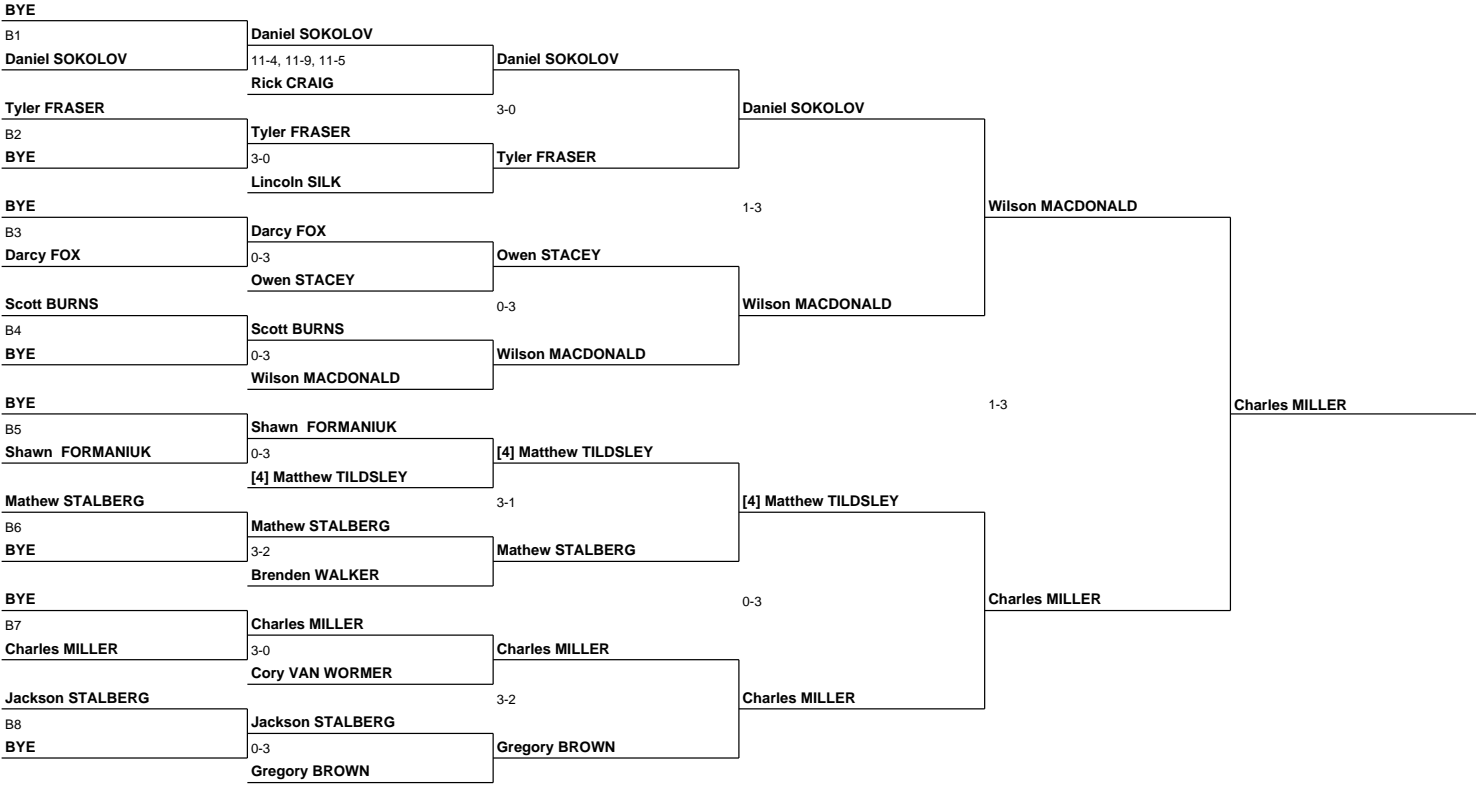 BYE
B1
Daniel SOKOLOV
Tyler FRASER
B2
BYE
BYE
B3
Darcy FOX
Scott BURNS
B4
BYE
BYE
B5
Shawn  FORMANIUK
Mathew STALBERG
B6
BYE
BYE
B7
Charles MILLER
Jackson STALBERG
B8
BYE
Daniel SOKOLOV
11-4, 11-9, 11-5
Rick CRAIG
Tyler FRASER
3-0
Lincoln SILK
Darcy FOX
0-3
Owen STACEY
Scott BURNS
0-3
Wilson MACDONALD
Shawn  FORMANIUK
0-3
[4] Matthew TILDSLEY
Mathew STALBERG
3-2
Brenden WALKER
Charles MILLER
3-0
Cory VAN WORMER
Jackson STALBERG
0-3
Gregory BROWN
Daniel SOKOLOV
3-0
Tyler FRASER
Owen STACEY
0-3
Wilson MACDONALD
[4] Matthew TILDSLEY
3-1
Mathew STALBERG
Charles MILLER
3-2
Gregory BROWN
Daniel SOKOLOV
1-3
Wilson MACDONALD
[4] Matthew TILDSLEY
0-3
Charles MILLER
Wilson MACDONALD
1-3
Charles MILLER
Charles MILLER